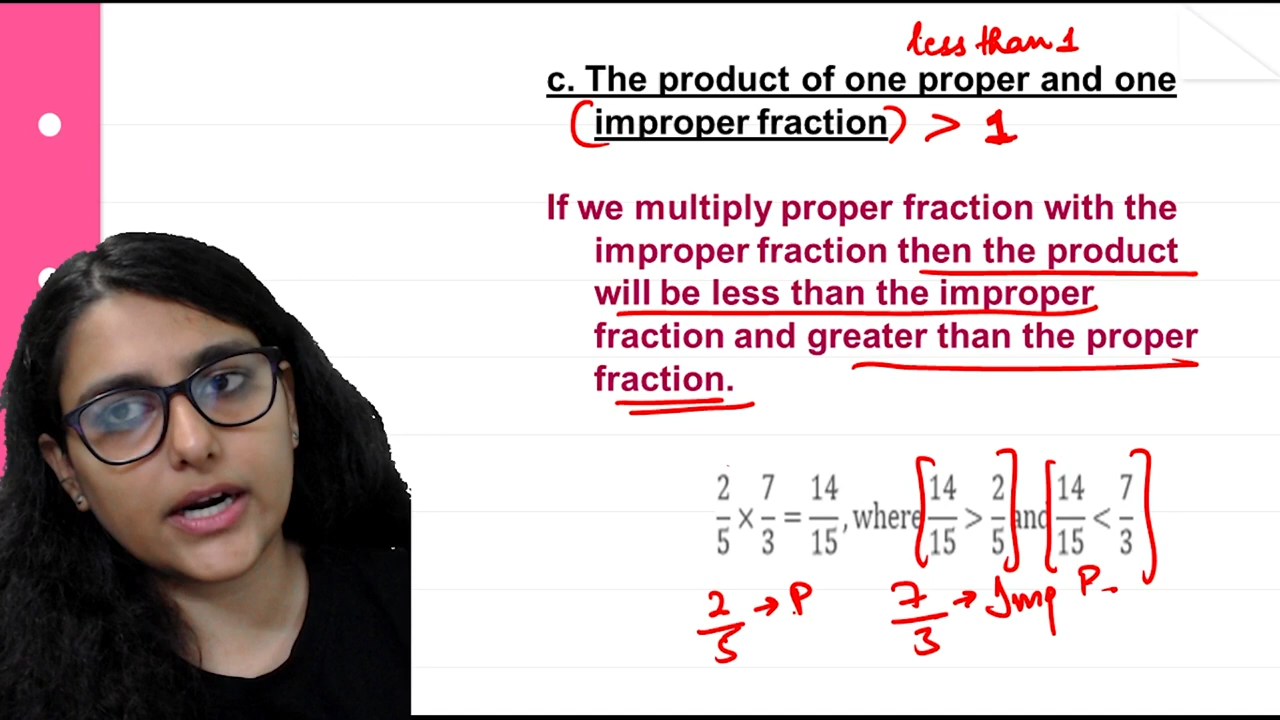 less than 1
c. The product of one proper and one
(improper fraction) > 1
If we multiply proper fraction with the
improper fraction then the product
will be less than the improper
fraction and greater than the proper
fraction.
2/5 × 7/3 = 14/15, where [14/15 > 2/5] and [14/15 < 7/3]
2/5 → P 7/3 → Imp P.